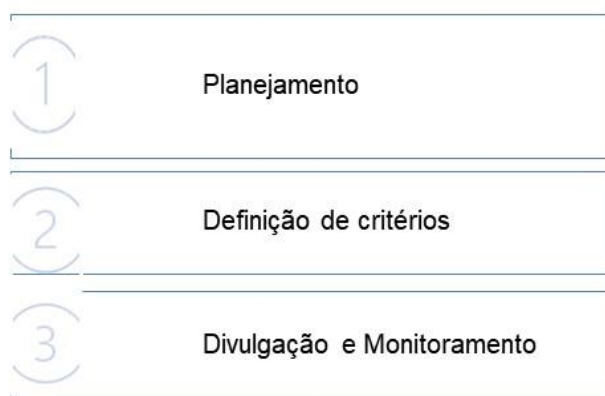 1
Planejamento
2
Definição de critérios
3
Divulgação e Monitoramento